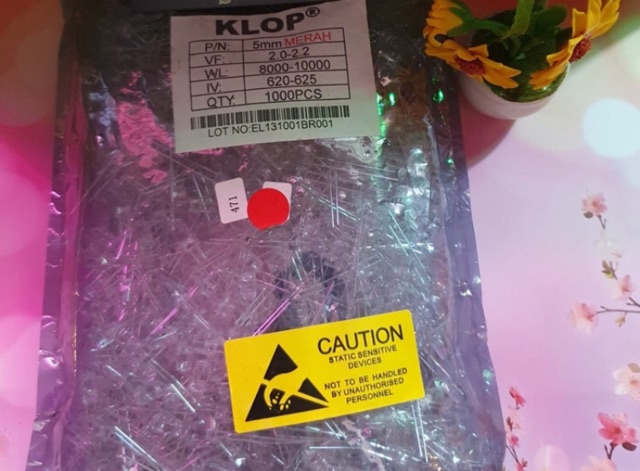 KLOP®
P/N: 5mm MERAH
VF: 2.0-2.2
WL: 8000-10000
IV: 620-625
QTY: 1000PCS
LOT NO:EL131001BR001
471
CAUTION
STATIC SENSITIVE
DEVICES
NOT TO BE HANDLED
BY UNAUTHORISED
PERSONNEL